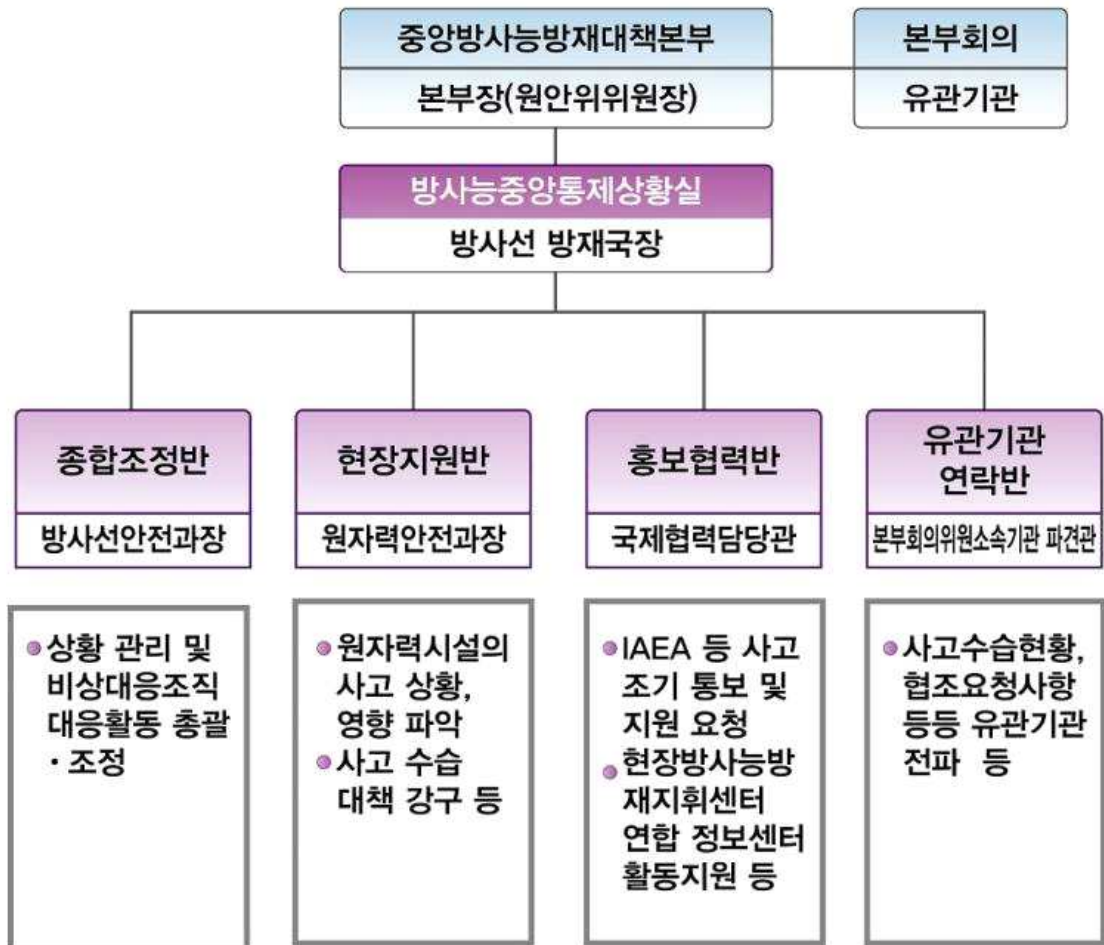 중앙방사능방재대책본부
본부장(원안위위원장)
본부회의
유관기관
방사능중앙통제상황실
방사선 방재국장
종합조정반
방사선안전과장
현장지원반
원자력안전과장
홍보협력반
국제협력담당관
유관기관
연락반
본부회의위원소속기관 파견관
상황 관리 및
비상대응조직
대응활동 총괄
· 조정
원자력시설의
사고 상황,
영향 파악
사고 수습
대책 강구 등
IAEA 등 사고
조기 통보 및
지원 요청
현장방사능방
재지휘센터
연합 정보센터
활동지원 등
사고수습현황,
협조요청사항
등등 유관기관
전파 등